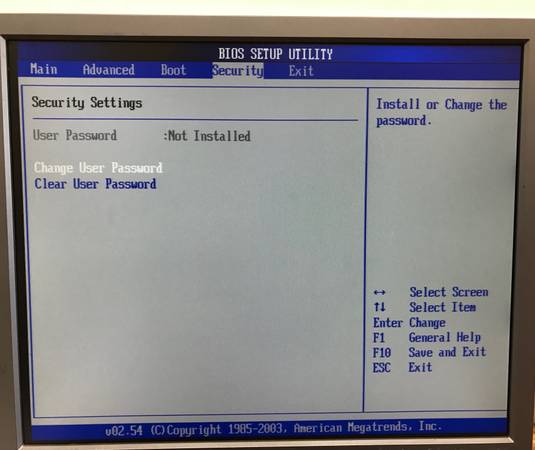 BIOS SETUP UTILITY
Main Advanced Boot Security Exit
Security Settings
User Password :Not Installed
Change User Password
Clear User Password
Install or Change the
password.
↔ Select Screen
↑↓ Select Item
Enter Change
F1 General Help
F10 Save and Exit
ESC Exit
v02.54 (C)Copyright 1985-2003, American Megatrends, Inc.